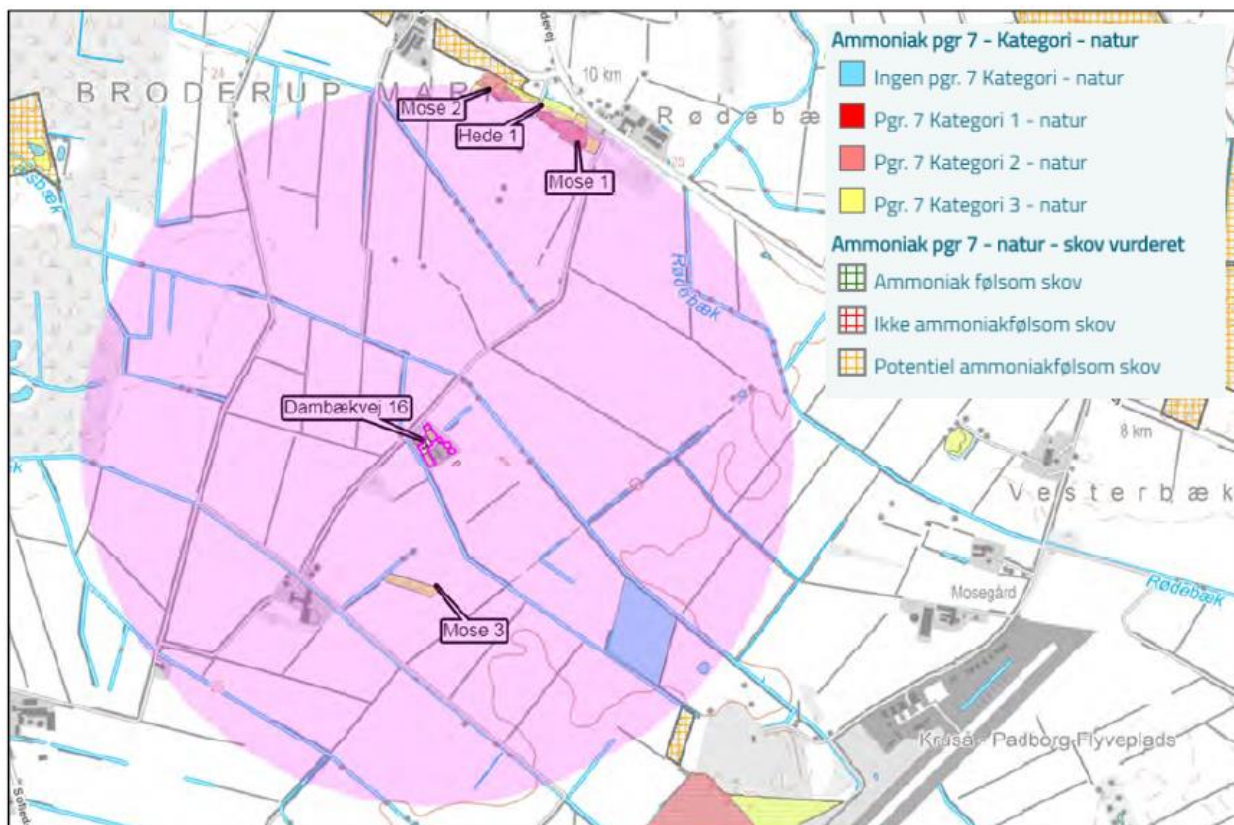 Ammoniak pgr 7 - Kategori - natur
Ingen pgr. 7 Kategori - natur
Pgr. 7 Kategori 1 - natur
Pgr. 7 Kategori 2 - natur
Pgr. 7 Kategori 3 - natur
Ammoniak pgr 7 - natur - skov vurderet
Ammoniak følsom skov
Ikke ammoniakfølsom skov
Potentiel ammoniakfølsom skov
24
10 km
BRODERUP
Mose 2
Hede 1
Mose 1
25
Rødebæk
Dambækvej 16
8 km
Vesterbæk
Mosegård
Rødebæk
Mose 3
Kruså - Padborg Flyveplads